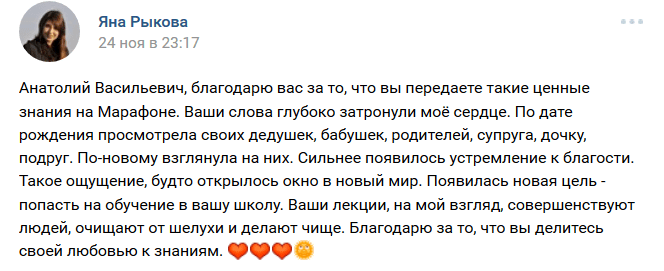 Яна Рыкова
24 ноя в 23:17
Анатолий Васильевич, благодарю вас за то, что вы передаете такие ценные
знания на Марафоне. Ваши слова глубоко затронули моё сердце. По дате
рождения просмотрела своих дедушек, бабушек, родителей, супруга, дочку,
подруг. По-новому взглянула на них. Сильнее появилось устремление к благости.
Такое ощущение, будто открылось окно в новый мир. Появилась новая цель -
попасть на обучение в вашу школу. Ваши лекции, на мой взгляд, совершенствуют
людей, очищают от шелухи и делают чище. Благодарю за то, что вы делитесь
своей любовью к знаниям.